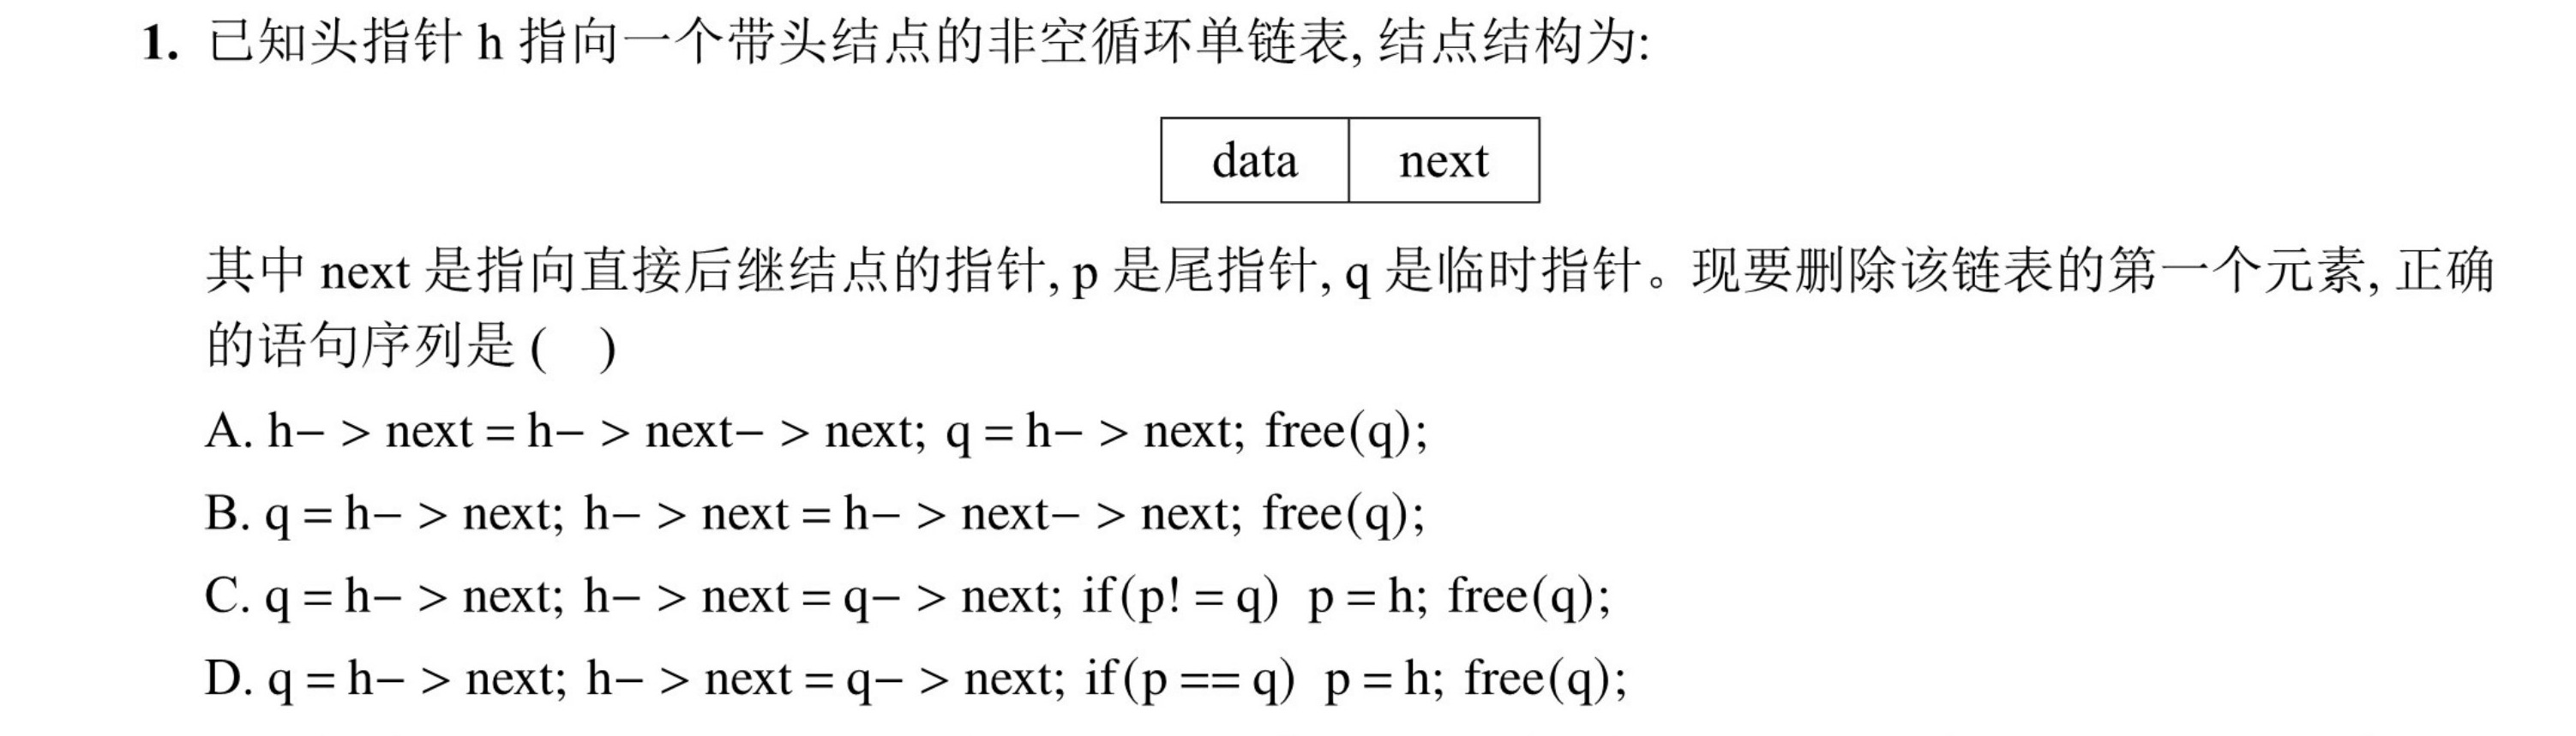 1. 已知头指针 h 指向一个带头结点的非空循环单链表, 结点结构为:
data next
其中 next 是指向直接后继结点的指针, p 是尾指针, q 是临时指针。现要删除该链表的第一个元素, 正确
的语句序列是 (    )
A. h− > next = h− > next− > next; q = h− > next; free(q);
B. q = h− > next; h− > next = h− > next− > next; free(q);
C. q = h− > next; h− > next = q− > next; if(p! = q) p = h; free(q);
D. q = h− > next; h− > next = q− > next; if(p == q) p = h; free(q);